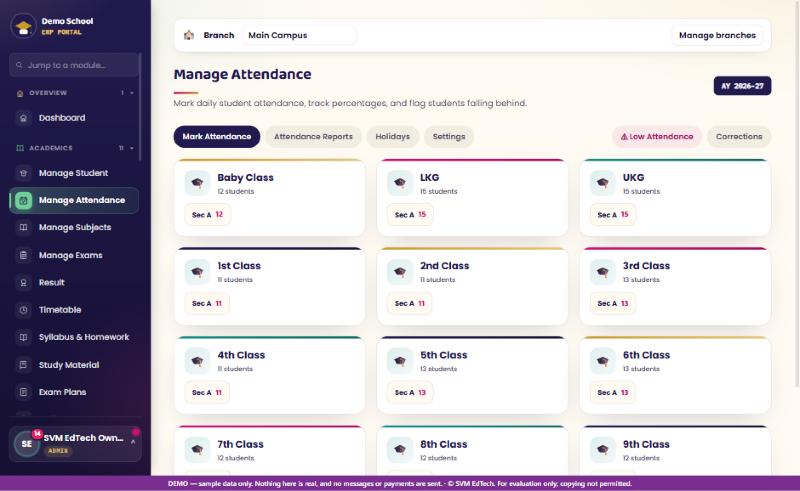 Demo School
ERP PORTAL
Jump to a module...
OVERVIEW 1
Dashboard
ACADEMICS 11
Manage Student
Manage Attendance
Manage Subjects
Manage Exams
Result
Timetable
Syllabus & Homework
Study Material
Exam Plans
SE 14 SVM EdTech Own...
ADMIN
Branch Main Campus Manage branches
Manage Attendance
AY 2026-27
Mark daily student attendance, track percentages, and flag students falling behind.
Mark Attendance Attendance Reports Holidays Settings Low Attendance Corrections
Baby Class
12 students
Sec A 12
LKG
15 students
Sec A 15
UKG
15 students
Sec A 15
1st Class
11 students
Sec A 11
2nd Class
11 students
Sec A 11
3rd Class
13 students
Sec A 13
4th Class
11 students
Sec A 11
5th Class
13 students
Sec A 13
6th Class
13 students
Sec A 13
7th Class
12 students
8th Class
12 students
9th Class
12 students
DEMO — sample data only. Nothing here is real, and no messages or payments are sent. · © SVM EdTech. For evaluation only; copying not permitted.